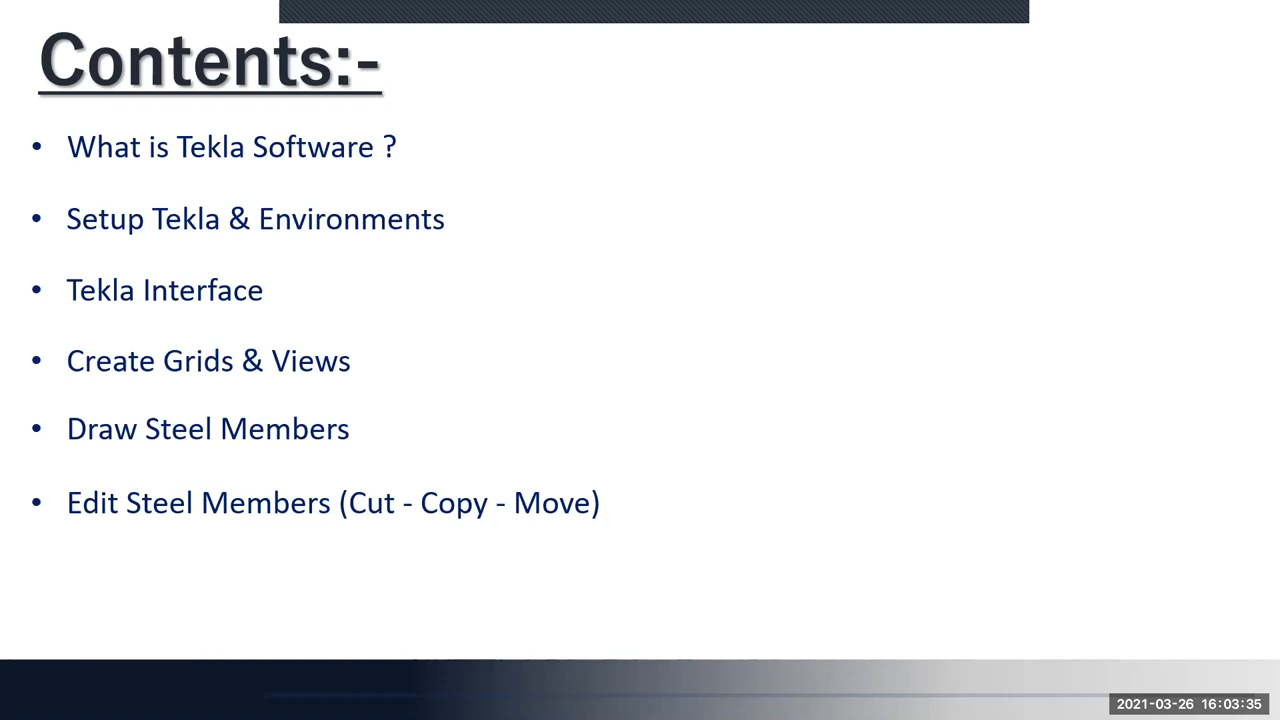 Contents:-
• What is Tekla Software ?
• Setup Tekla & Environments
• Tekla Interface
• Create Grids & Views
• Draw Steel Members
• Edit Steel Members (Cut - Copy - Move)
2021-03-26 16:03:35